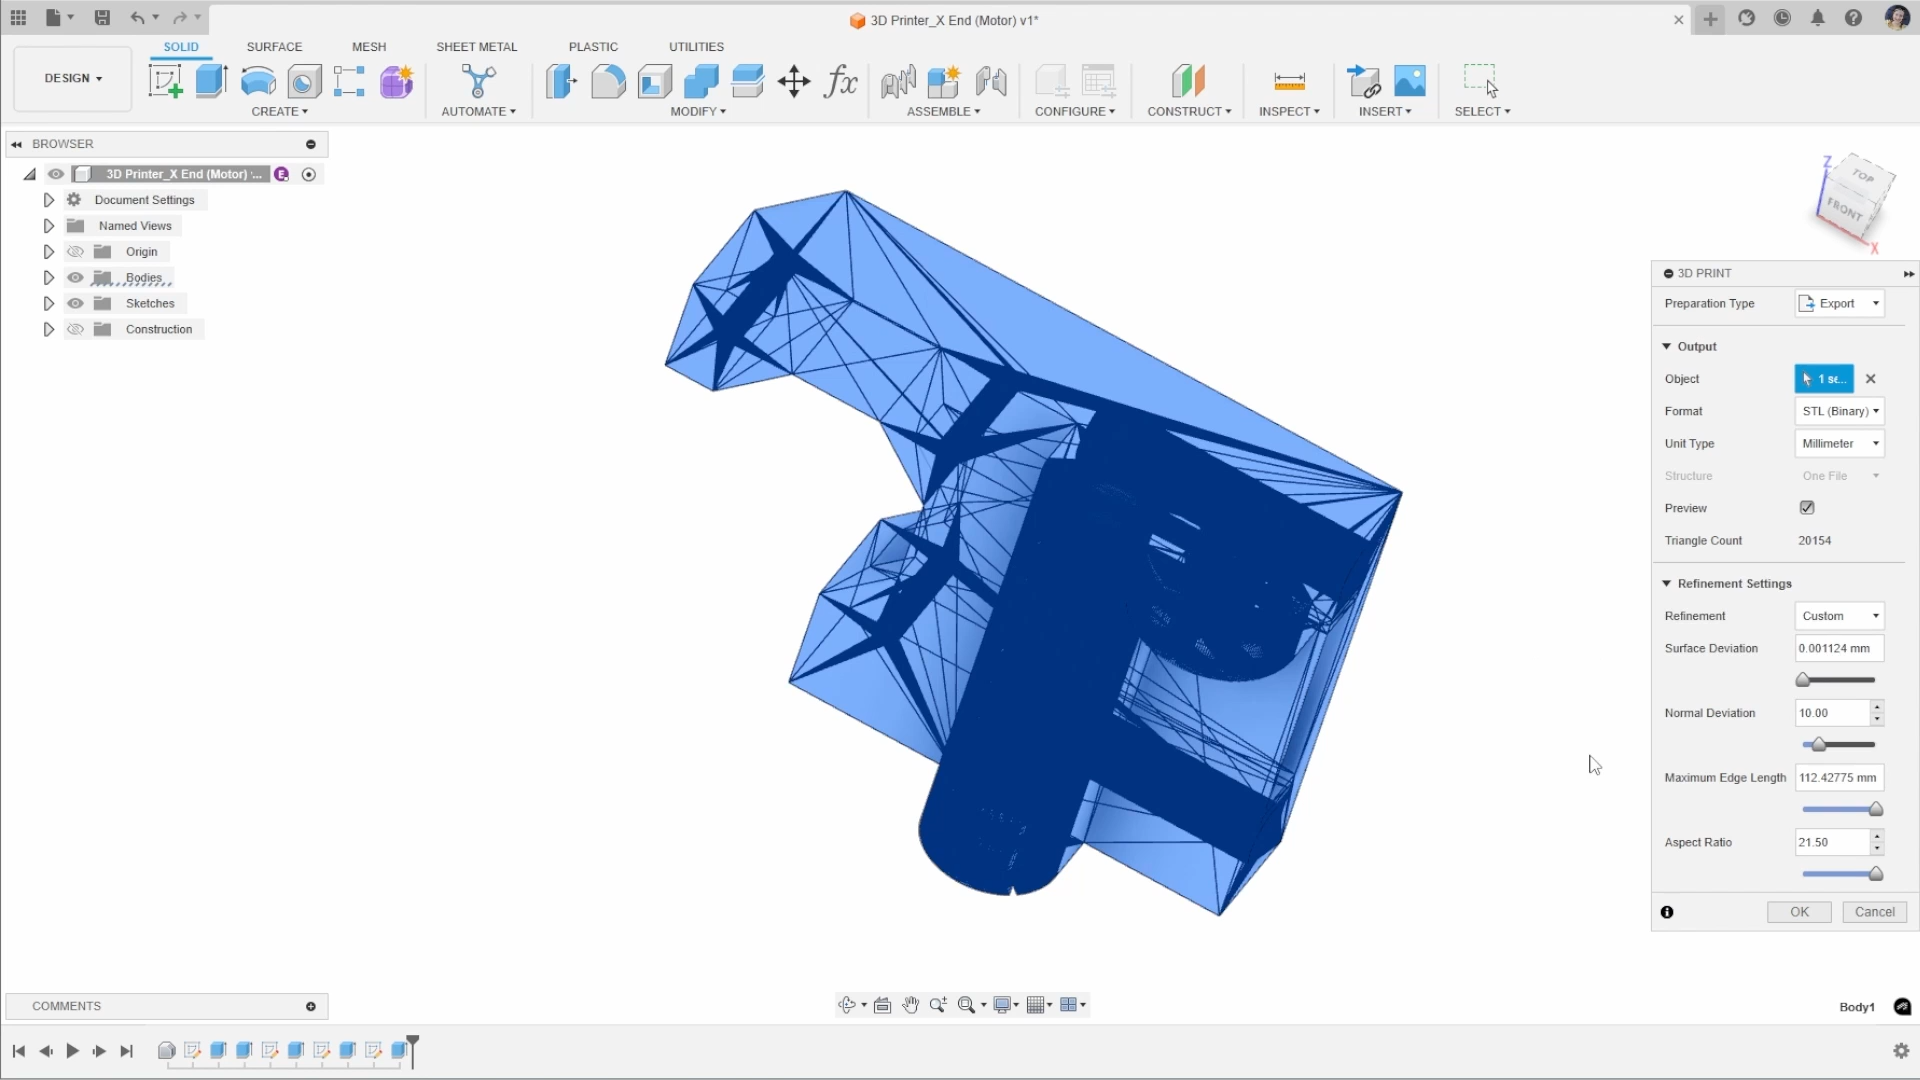 3D Printer_X End (Motor) v1*
SOLID
SURFACE
MESH
SHEET METAL
PLASTIC
UTILITIES
DESIGN
fx
CREATE
AUTOMATE
MODIFY
ASSEMBLE
CONFIGURE
CONSTRUCT
INSPECT
INSERT
SELECT
BROWSER
3D Printer_X End (Motor) ...
E
Document Settings
Named Views
Origin
Bodies
Sketches
Construction
Z
TOP
FRONT
X
3D PRINT
Preparation Type
Export
Output
Object
1 se...
Format
STL (Binary)
Unit Type
Millimeter
Structure
One File
Preview
Triangle Count
20154
Refinement Settings
Refinement
Custom
Surface Deviation
0.001124 mm
Normal Deviation
10.00
Maximum Edge Length
112.42775 mm
Aspect Ratio
21.50
OK
Cancel
COMMENTS
Body1